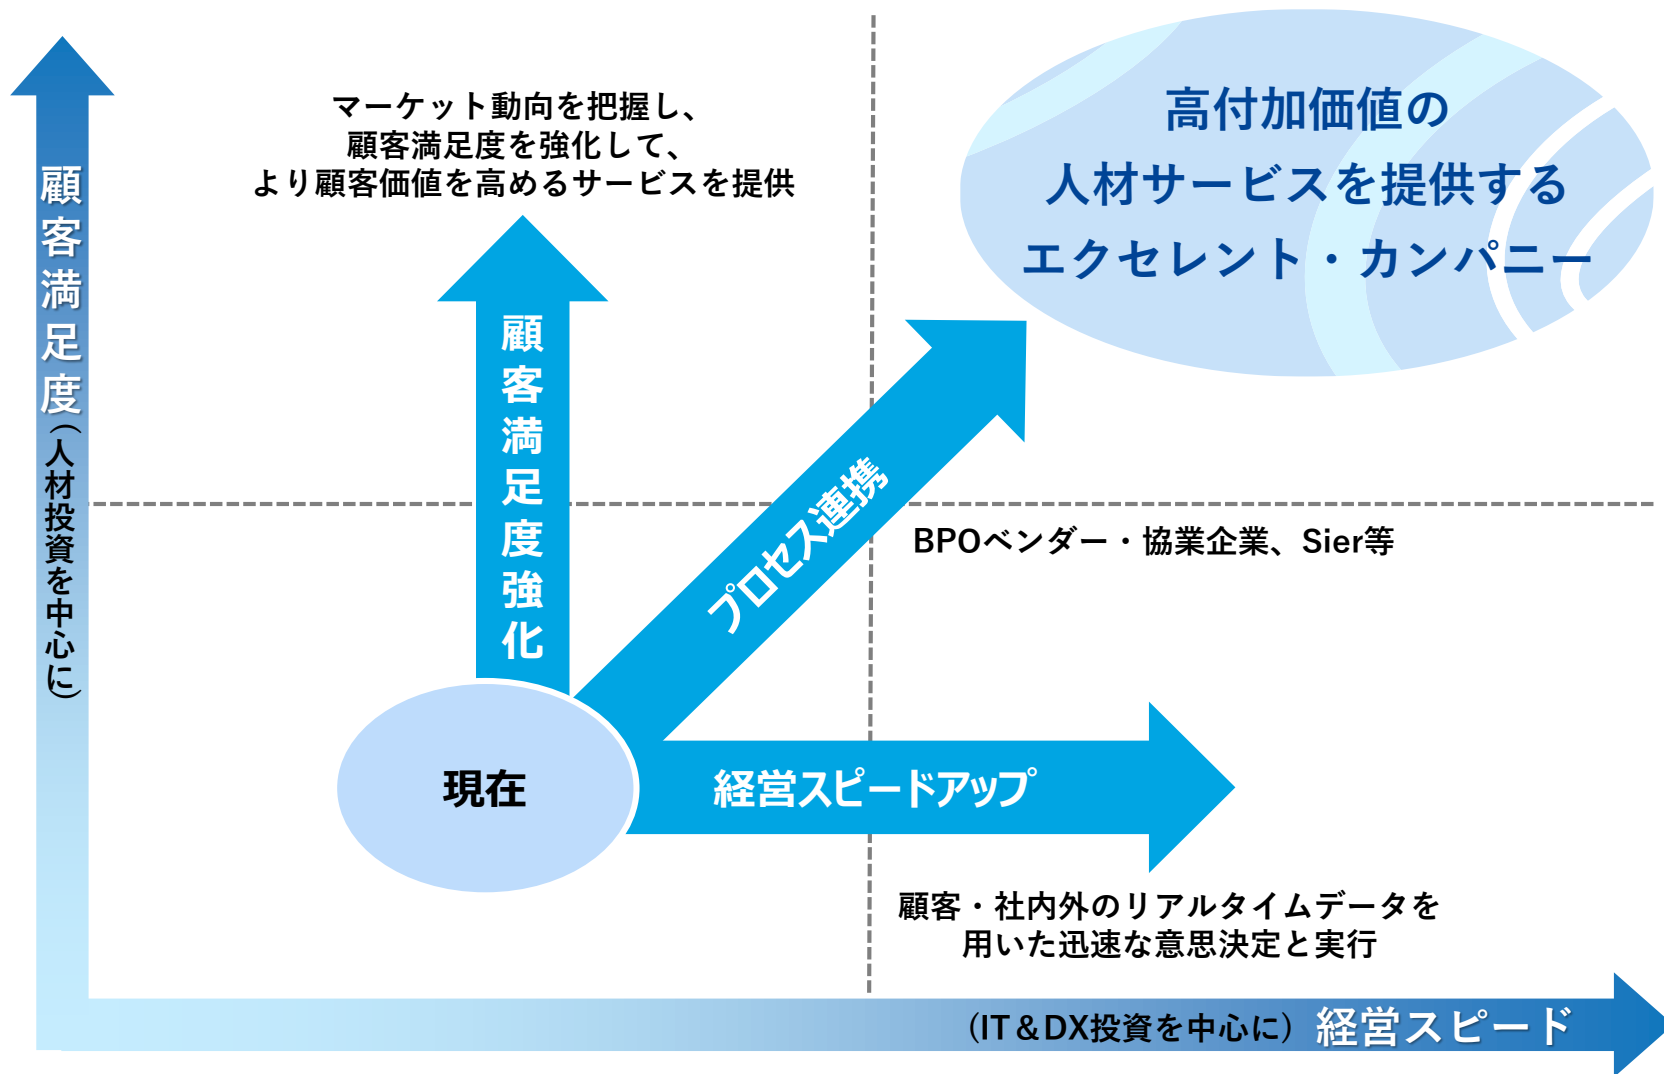 高付加価値の
人材サービスを提供する
エクセレント・カンパニー
マーケット動向を把握し、
顧客満足度を強化して、
より顧客価値を高めるサービスを提供
顧客満足度（人材投資を中心に）
顧客満足度強化
プロセス連携
BPOベンダー・協業企業、Sier等
現在
経営スピードアップ
顧客・社内外のリアルタイムデータを
用いた迅速な意思決定と実行
（IT＆DX投資を中心に）経営スピード